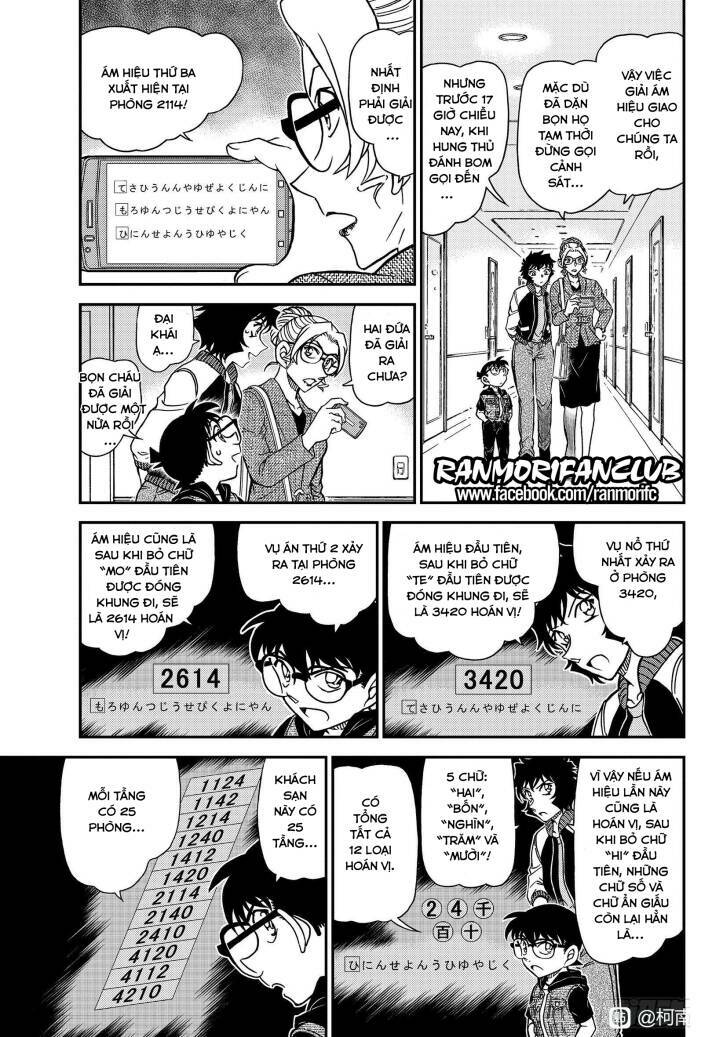 VẬY VIỆC
GIẢI ÁM
HIỆU GIAO
CHO
CHÚNG TA
RỒI,
MẶC DÙ
ĐÃ DẶN
BỌN HỌ
TẠM THỜI
ĐỪNG GỌI
CẢNH
SÁT...
NHƯNG
TRƯỚC 17
GIỜ CHIỀU
NAY, KHI
HUNG THỦ
ĐÁNH BOM
GỌI ĐẾN
...
RANMORIFANCLUB
www.facebook.com/ranmorifc
NHẤT
ĐỊNH
PHẢI GIẢI
ĐƯỢC
...
ÁM HIỆU THỨ BA
XUẤT HIỆN TẠI
PHÒNG 2114!
てさひうんんやゆぜよくじんに
もろゆんつじうせびくよにやん
ひにんせよんうひゆやじく
HAI ĐỨA
ĐÃ GIẢI
RA
CHƯA?
ĐẠI
KHÁI
Ạ...
BỌN CHÁU
ĐÃ GIẢI
ĐƯỢC MỘT
NỬA RỒI
...
VỤ NỔ THỨ
NHẤT XẢY RA
Ở PHÒNG
3420,
ÁM HIỆU ĐẦU TIÊN,
SAU KHI BỎ CHỮ
"TE" ĐẦU TIÊN ĐƯỢC
ĐÓNG KHUNG ĐI, SẼ
LÀ 3420 HOÁN VỊ!
3420
てさひうんんやゆぜよくじんに
VỤ ÁN THỨ 2 XẢY
RA TẠI PHÒNG
2614...
ÁM HIỆU CŨNG LÀ
SAU KHI BỎ CHỮ
"MO" ĐẦU TIÊN
ĐƯỢC ĐÓNG
KHUNG ĐI, SẼ
LÀ 2614 HOÁN
VỊ!
2614
もろゆんつじうせびくよにやん
VÌ VẬY NẾU ÁM
HIỆU LẦN NÀY
CŨNG LÀ
HOÁN VỊ, SAU
KHI BỎ CHỮ
"HI" ĐẦU
TIÊN, NHỮNG
CHỮ SỐ VÀ
CHỮ ẨN GIẤU
CÒN LẠI HẲN
LÀ...
5 CHỮ:
"HAI",
"BỐN",
"NGHÌN",
"TRĂM" VÀ
"MƯỜI"!
2 4 千
百 十
ひにんせよんうひゆやじく
CÓ
TỔNG
TẤT CẢ
12 LOẠI
HOÁN VỊ.
KHÁCH
SẠN
NÀY CÓ
25
TẦNG...
MỖI TẦNG
CÓ 25
PHÒNG...
1124
1142
1214
1240
1412
1420
2114
2140
2410
4120
4112
4210
@柯南